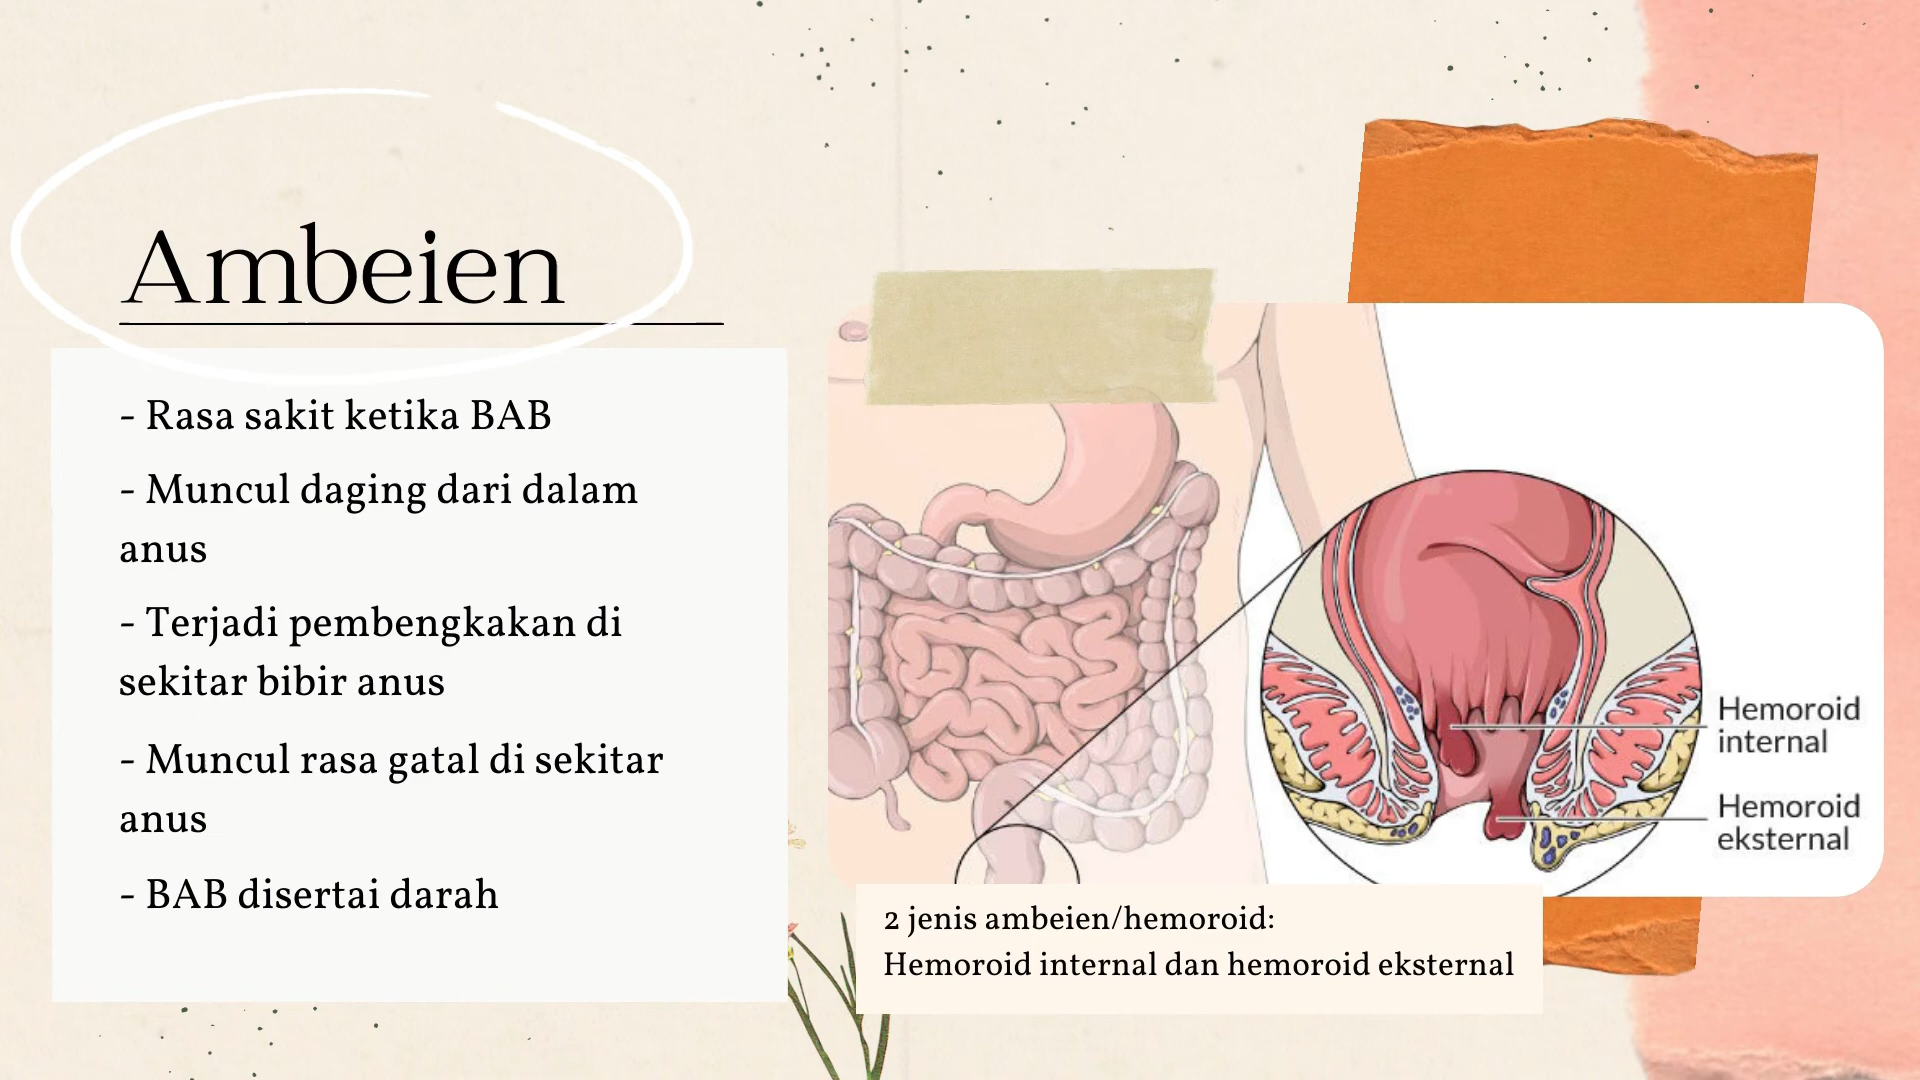 Ambeien
- Rasa sakit ketika BAB
- Muncul daging dari dalam
anus
- Terjadi pembengkakan di
sekitar bibir anus
- Muncul rasa gatal di sekitar
anus
- BAB disertai darah
Hemoroid
internal
Hemoroid
eksternal
2 jenis ambeien/hemoroid:
Hemoroid internal dan hemoroid eksternal